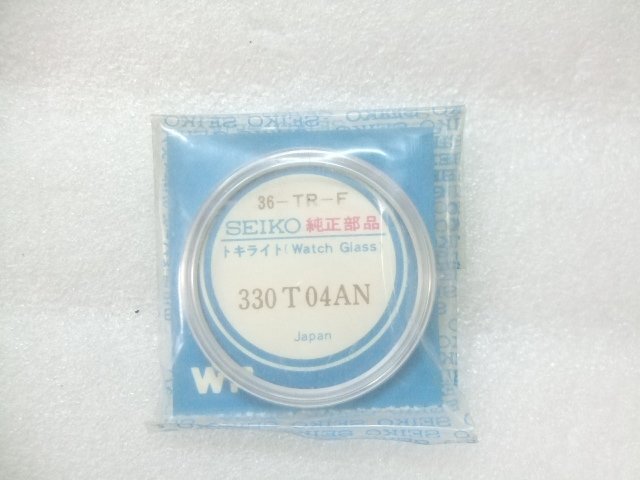 36-TR-F
SEIKO 純正部品
トキライト(Watch Glass)
330 T 04AN
Japan